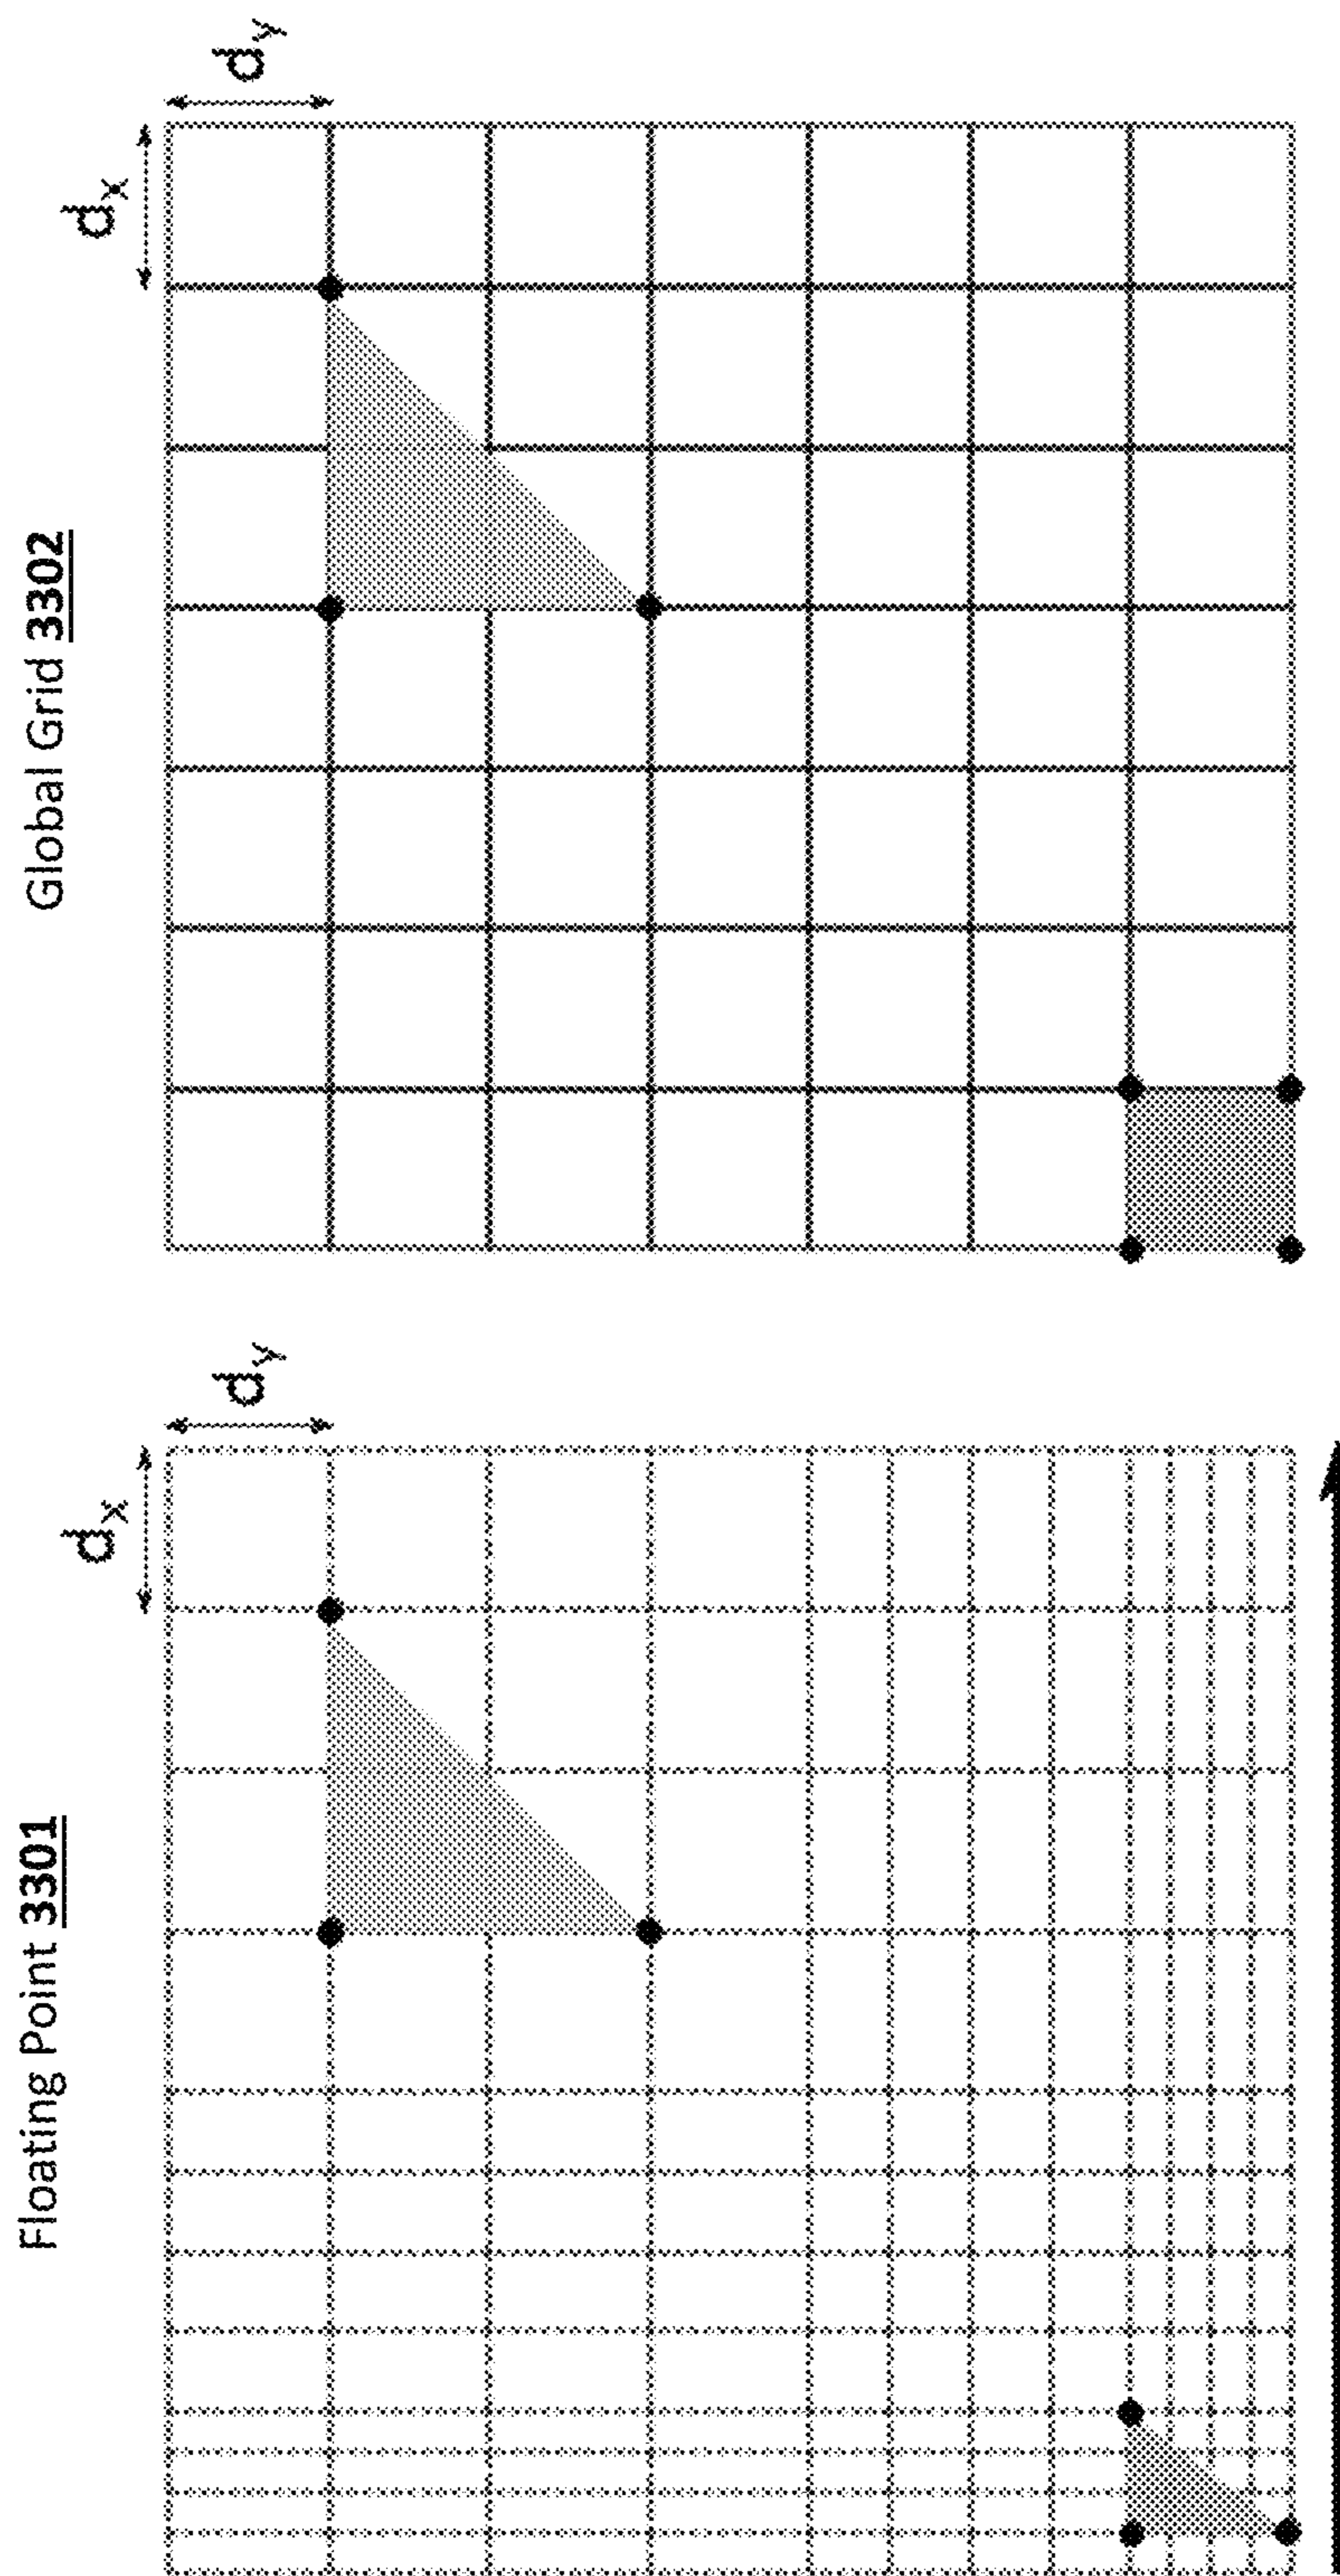 Floating Point 3301
dx
dy
Global Grid 3302
dx
dy